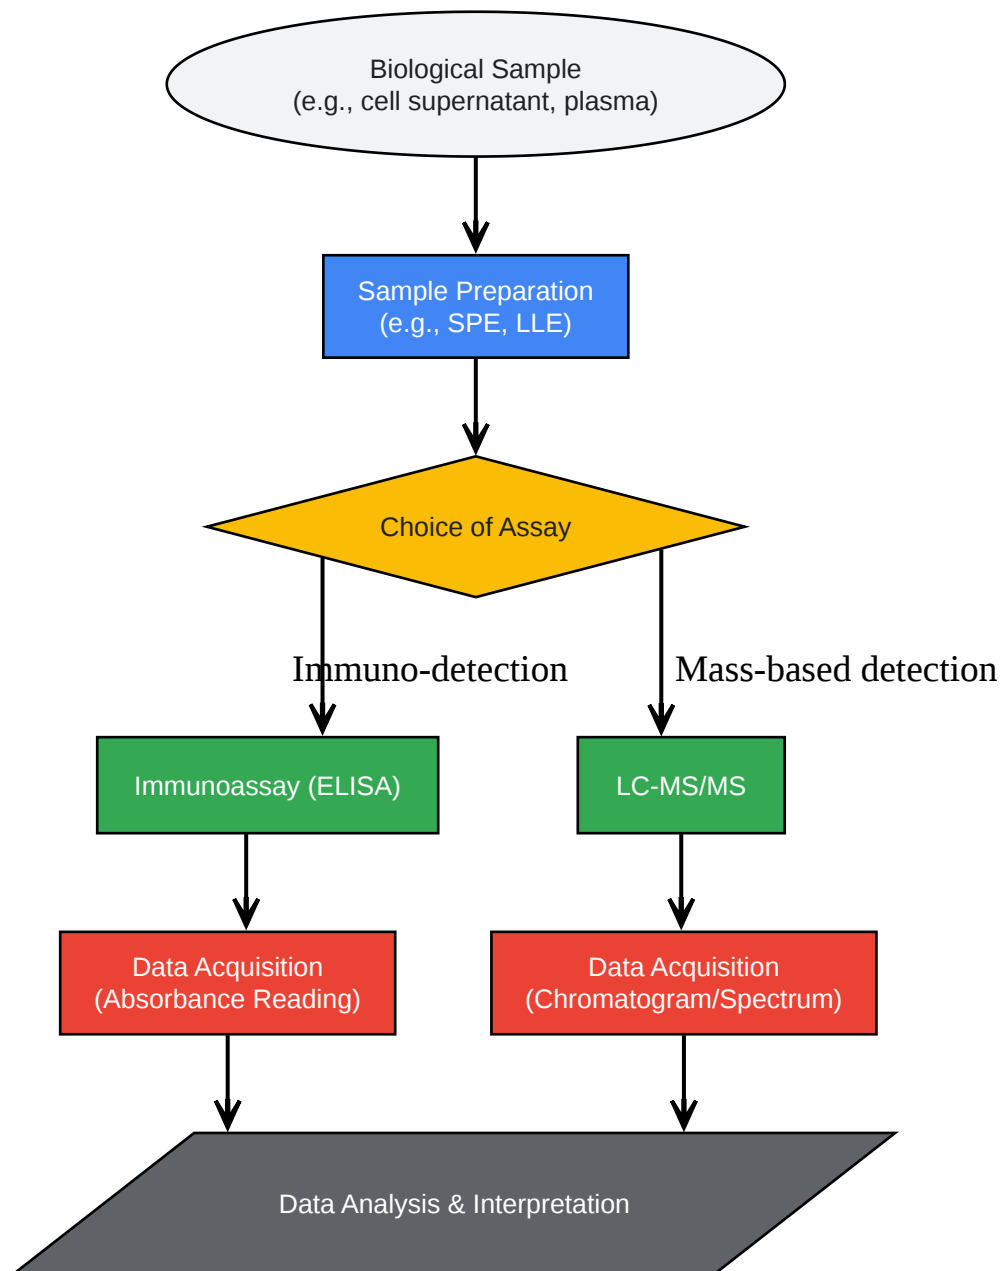 Biological Sample
(e.g., cell supernatant, plasma)
Sample Preparation
(e.g., SPE, LLE)
Choice of Assay
Immuno-detection
Mass-based detection
Immunoassay (ELISA)
LC-MS/MS
Data Acquisition
(Absorbance Reading)
Data Acquisition
(Chromatogram/Spectrum)
Data Analysis & Interpretation